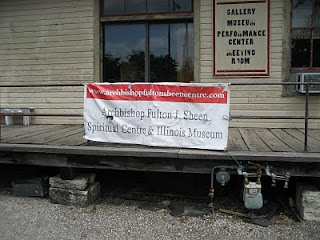 GALLERY
MUSEUM
PERFORMANCE
CENTER
MEETING
ROOM
www.archbishopfultonsheencentre.com
Archbishop Fulton J. Sheen
Spiritual Centre & Illinois Museum